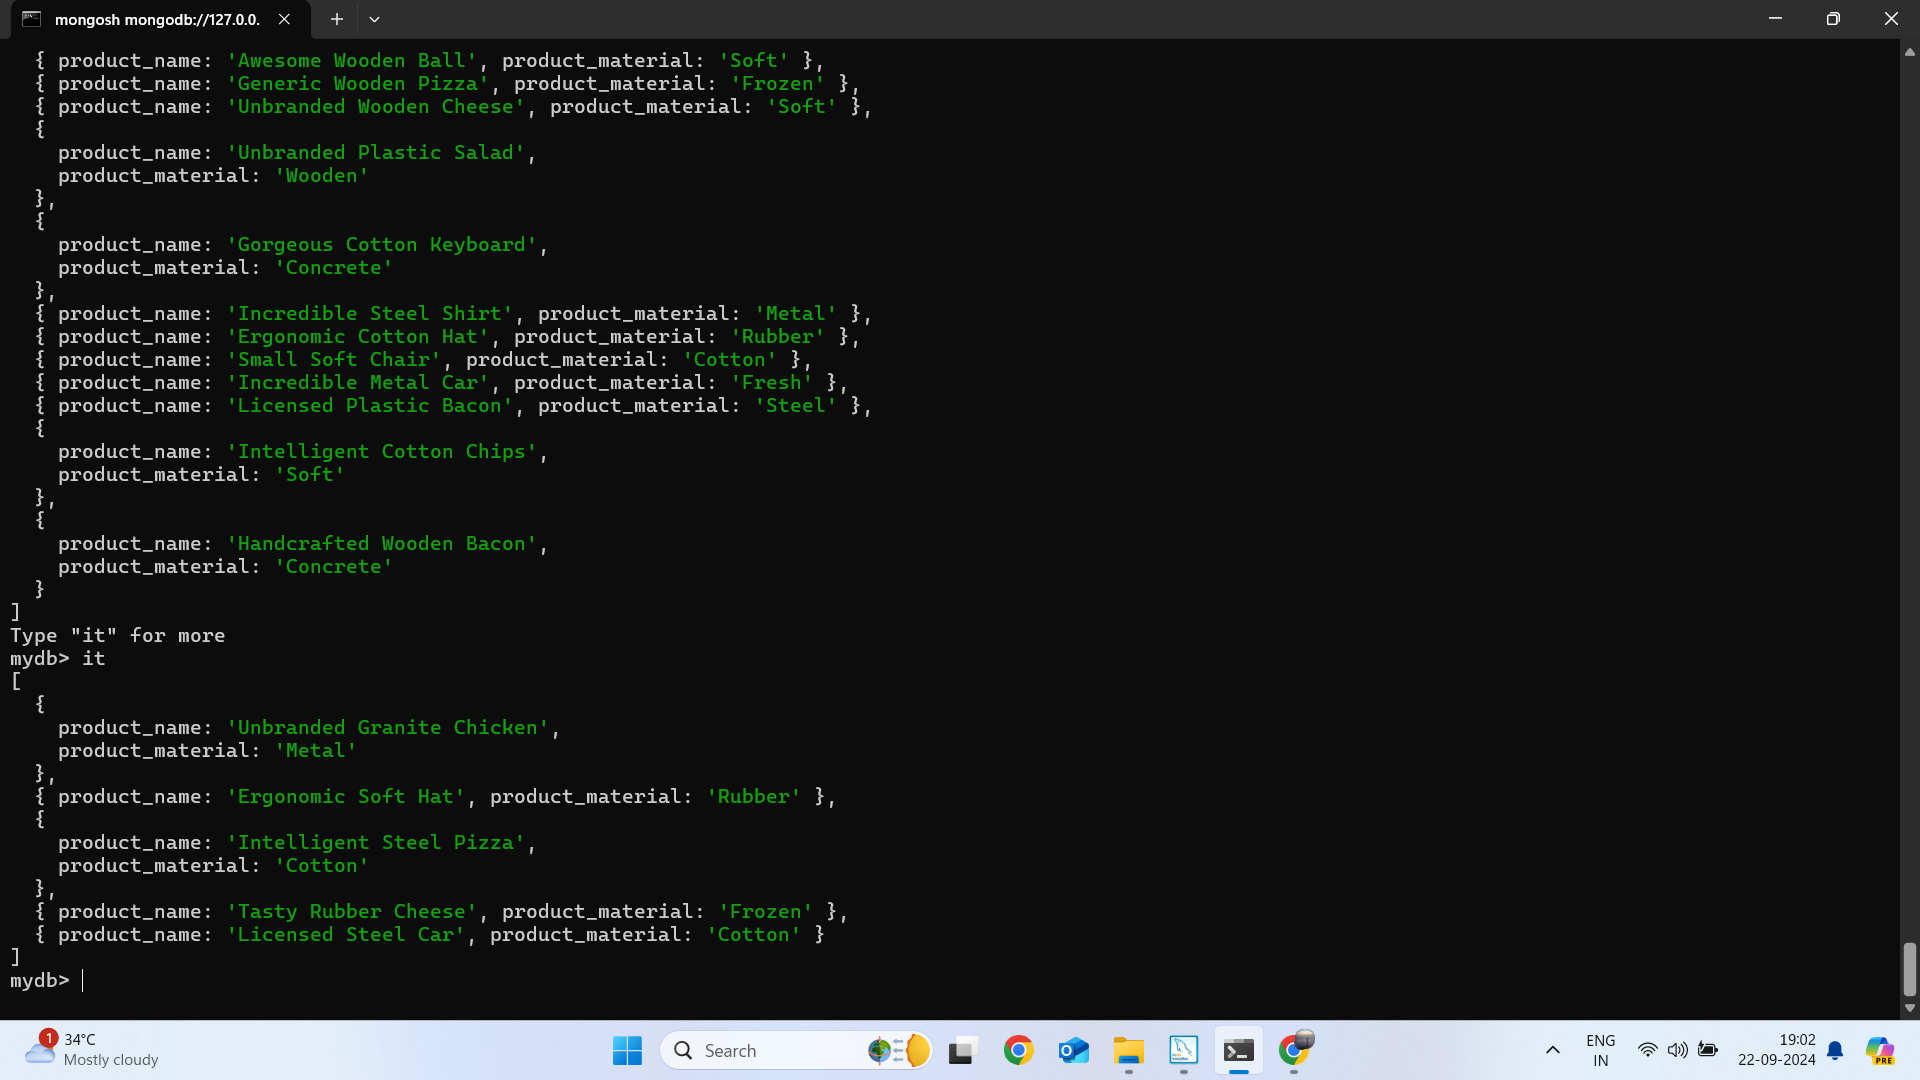 mongosh mongodb://127.0.0.
{ product_name: 'Awesome Wooden Ball', product_material: 'Soft' },
{ product_name: 'Generic Wooden Pizza', product_material: 'Frozen' },
{ product_name: 'Unbranded Wooden Cheese', product_material: 'Soft' },
{
product_name: 'Unbranded Plastic Salad',
product_material: 'Wooden'
},
{
product_name: 'Gorgeous Cotton Keyboard',
product_material: 'Concrete'
},
{ product_name: 'Incredible Steel Shirt', product_material: 'Metal' },
{ product_name: 'Ergonomic Cotton Hat', product_material: 'Rubber' },
{ product_name: 'Small Soft Chair', product_material: 'Cotton' },
{ product_name: 'Incredible Metal Car', product_material: 'Fresh' },
{ product_name: 'Licensed Plastic Bacon', product_material: 'Steel' },
{
product_name: 'Intelligent Cotton Chips',
product_material: 'Soft'
},
{
product_name: 'Handcrafted Wooden Bacon',
product_material: 'Concrete'
}
]
Type "it" for more
mydb> it
[
{
product_name: 'Unbranded Granite Chicken',
product_material: 'Metal'
},
{ product_name: 'Ergonomic Soft Hat', product_material: 'Rubber' },
{
product_name: 'Intelligent Steel Pizza',
product_material: 'Cotton'
},
{ product_name: 'Tasty Rubber Cheese', product_material: 'Frozen' },
{ product_name: 'Licensed Steel Car', product_material: 'Cotton' }
]
mydb>
1
34°C
Mostly cloudy
Search
ENG
IN
19:02
22-09-2024
PRE